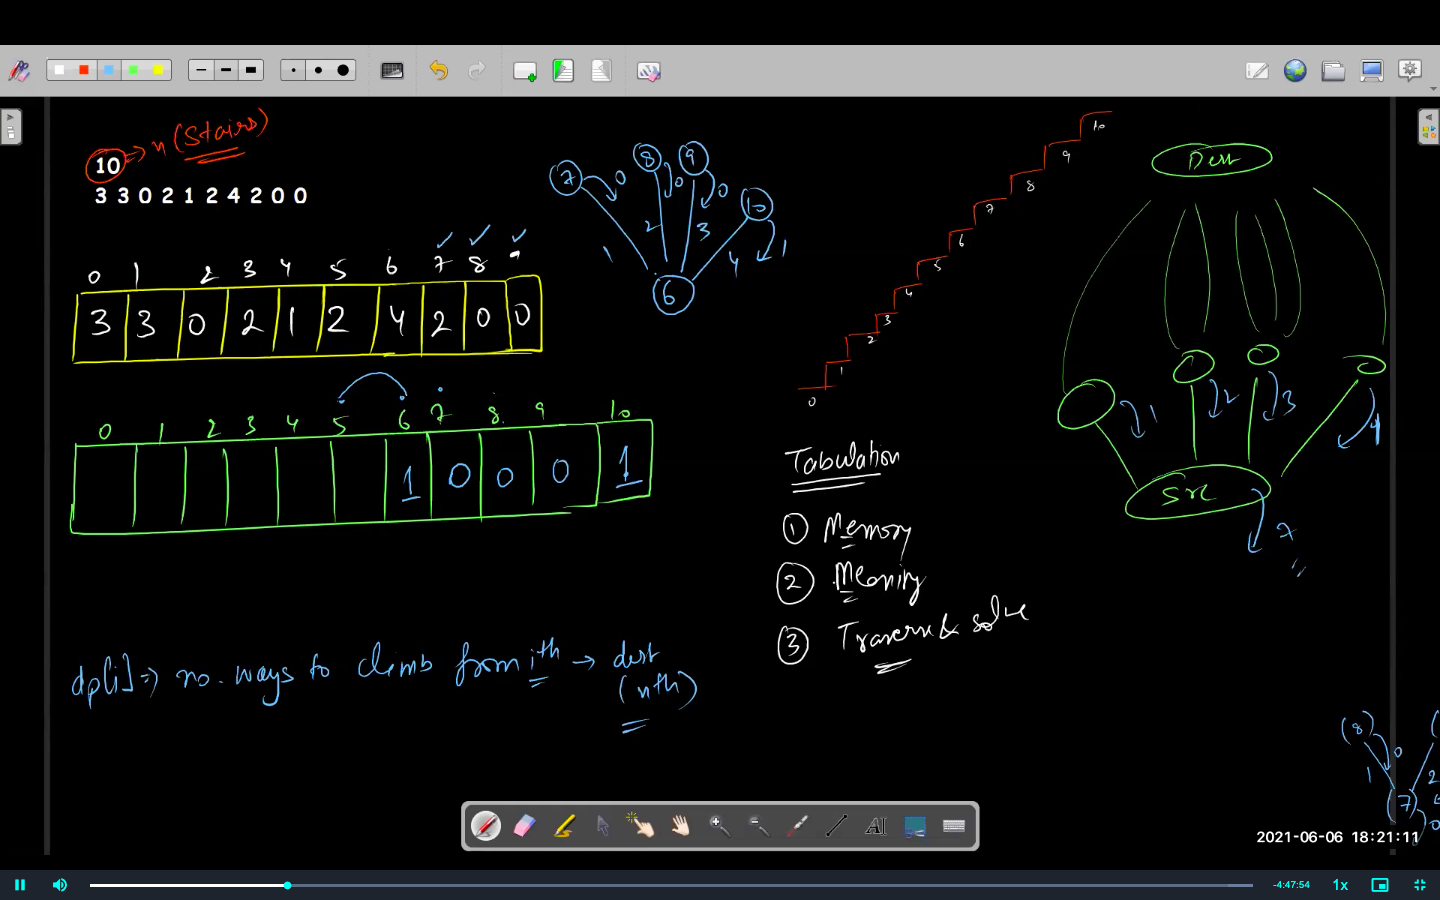 10 → n (Stairs)
3 3 0 2 1 2 4 2 0 0
0 1 2 3 4 5 6 7 8 9
3 3 0 2 1 2 4 2 0 0
0 1 2 3 4 5 6 7 8 9 10
1 0 0 0 1
dp[i] ⇒ no. ways to climb from ith → dest
(nth)
7 8 9 10
0 0 0 1
1 2 3 4
6
0 1 2 3 4 5 6 7 8 9 10
Tabulation
① Memory
② Meaning
③ Traverse & solve
Dest
1 2 3 4
Src
(8)
0
1 2
(7)
0
AI
2021-06-06 18:21:11
-4:47:54 1x